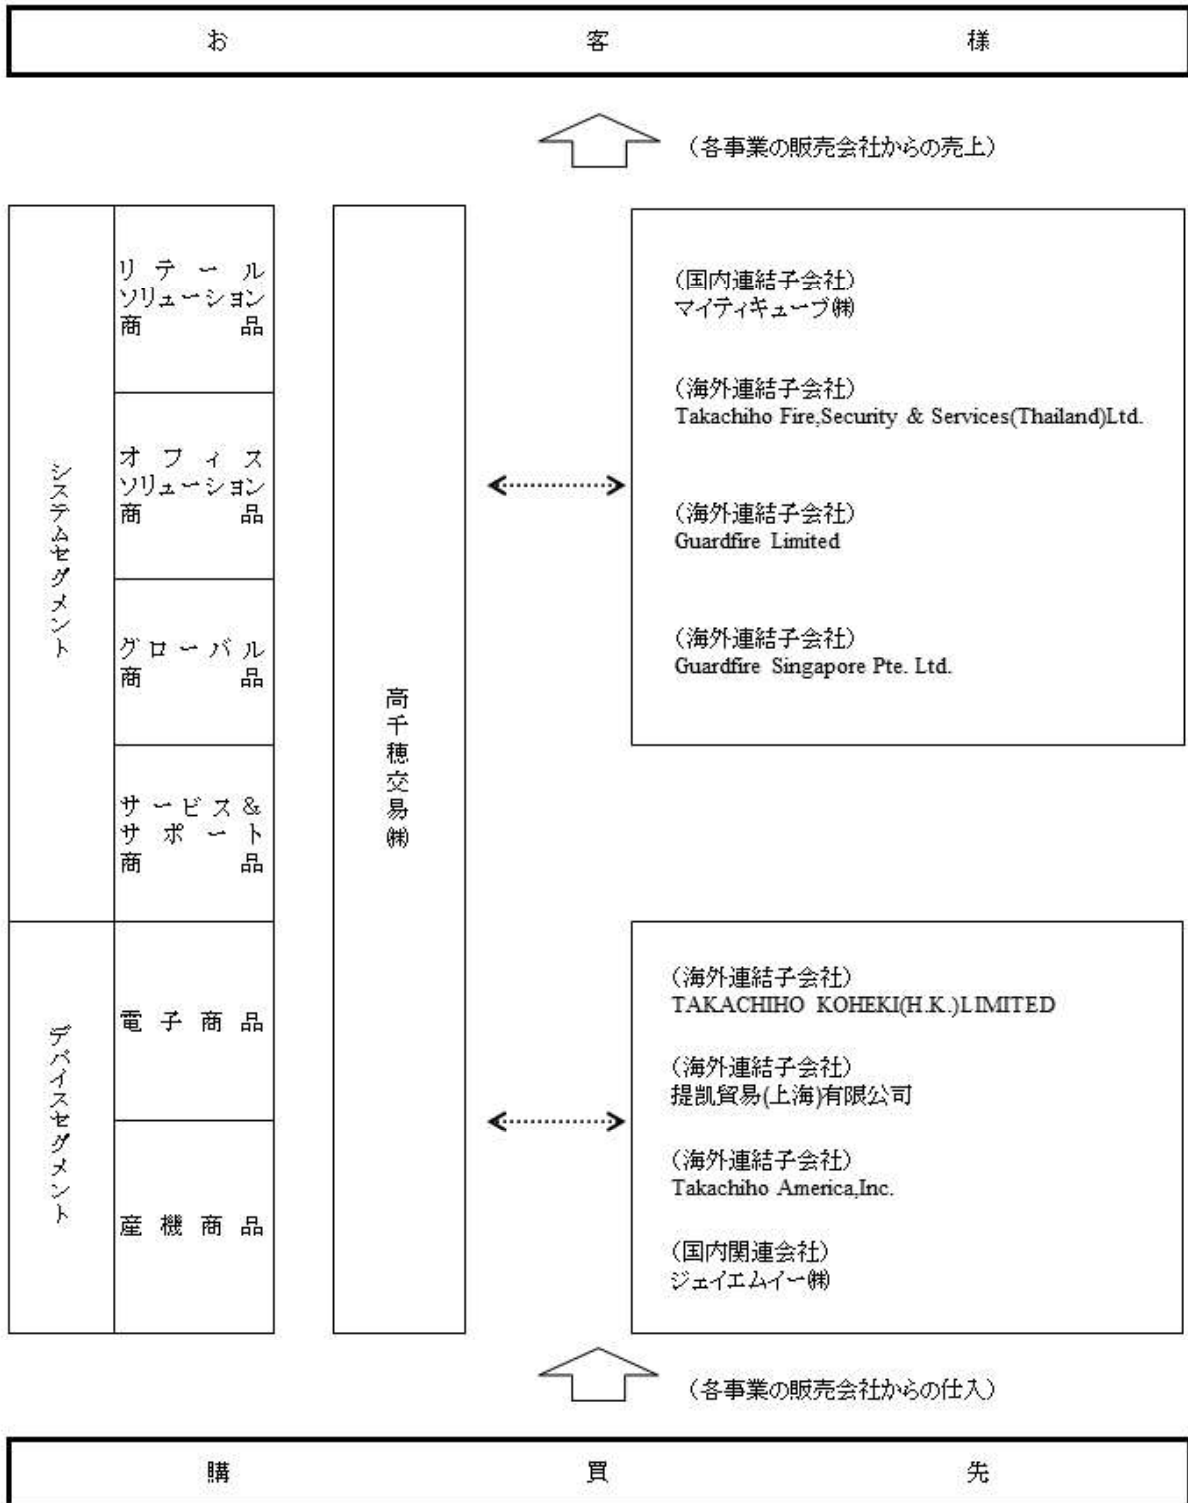 お客様
（各事業の販売会社からの売上）
システムセグメント
リテール
ソリューション
商品
オフィス
ソリューション
商品
グローバル
商品
サービス＆
サポート
商品
デバイスセグメント
電子商品
産機商品
高千穂交易㈱
（国内連結子会社）
マイティキューブ㈱
（海外連結子会社）
Takachiho Fire,Security & Services(Thailand)Ltd.
（海外連結子会社）
Guardfire Limited
（海外連結子会社）
Guardfire Singapore Pte. Ltd.
（海外連結子会社）
TAKACHIHO KOHEKI(H.K.)LIMITED
（海外連結子会社）
提凱貿易(上海)有限公司
（海外連結子会社）
Takachiho America,Inc.
（国内関連会社）
ジェイエムイー㈱
（各事業の販売会社からの仕入）
購買先